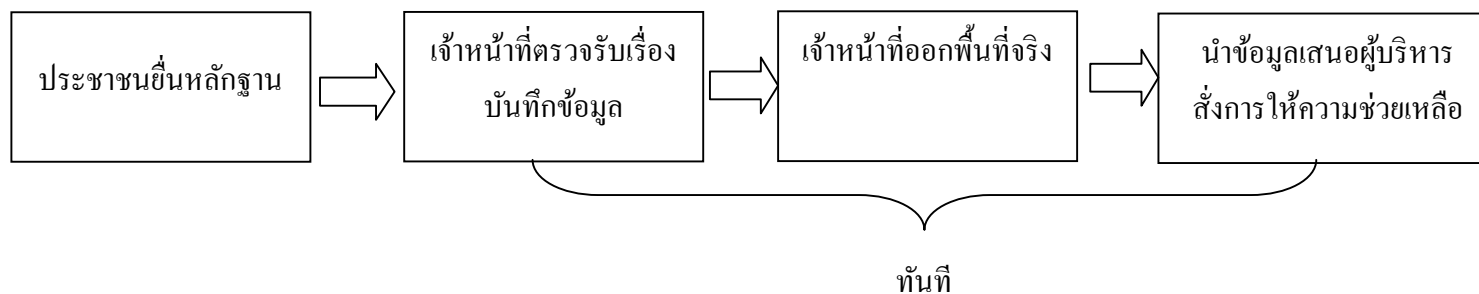 ประชาชนยื่นหลักฐาน
เจ้าหน้าที่ตรวจรับเรื่อง
บันทึกข้อมูล
เจ้าหน้าที่ออกพื้นที่จริง
นำข้อมูลเสนอผู้บริหาร
สั่งการให้ความช่วยเหลือ
ทันที